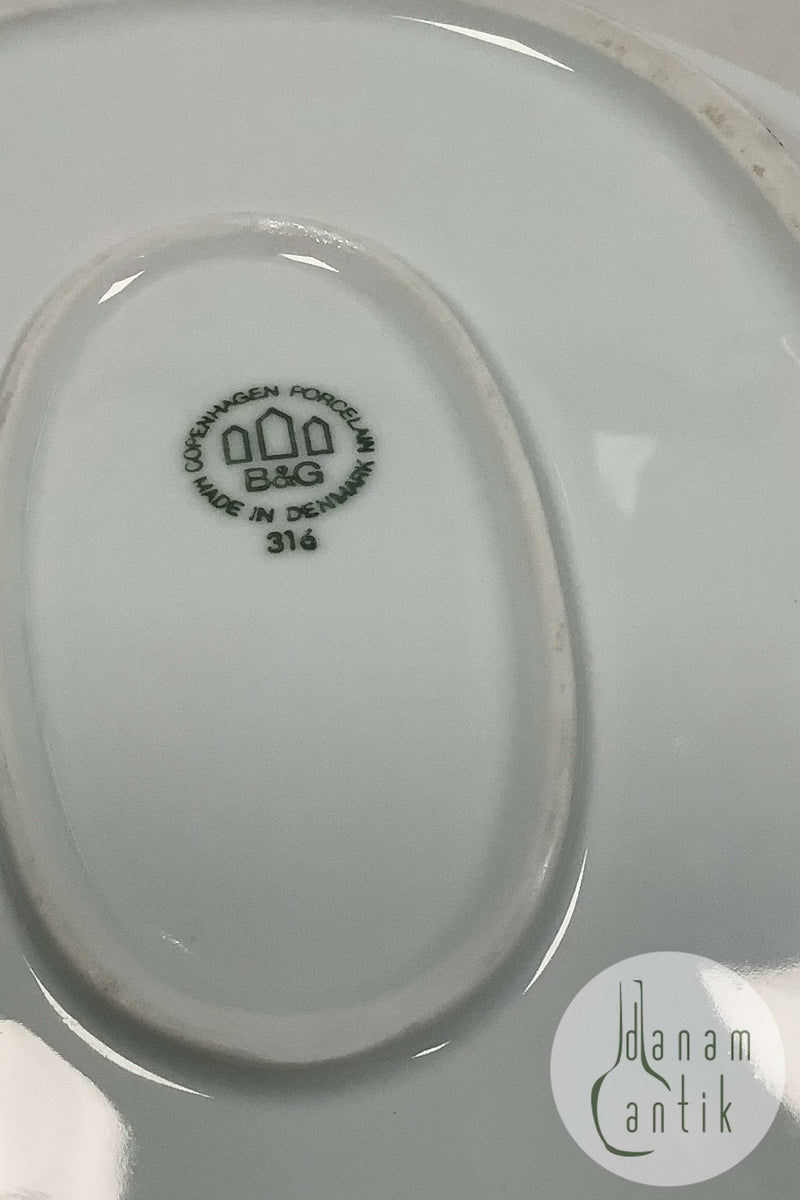 COPENHAGEN PORCELAIN
B&G
MADE IN DENMARK
316
danam
antik